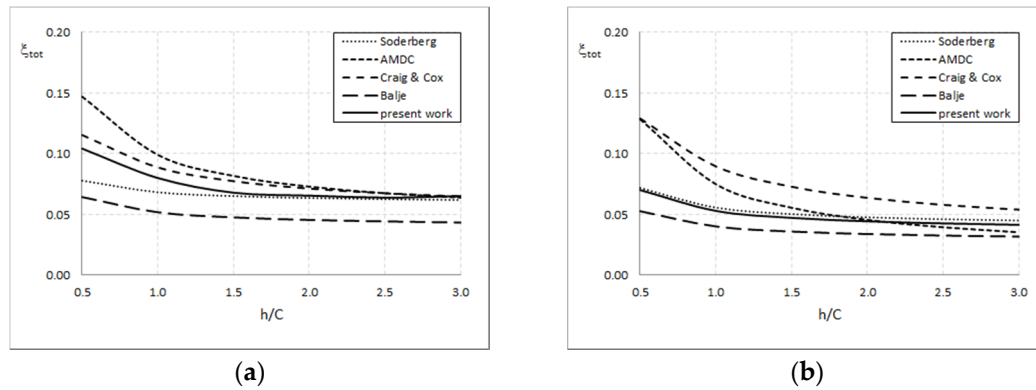 0.20
ξtot
0.15
0.10
0.05
0.00
0.5 1.0 1.5 2.0 2.5 3.0
h/C
Soderberg
AMDC
Craig & Cox
Balje
present work
(a)
0.20
ξtot
0.15
0.10
0.05
0.00
0.5 1.0 1.5 2.0 2.5 3.0
h/C
Soderberg
AMDC
Craig & Cox
Balje
present work
(b)